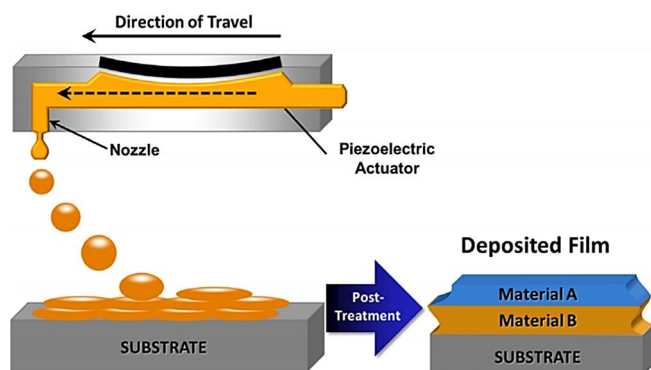 Direction of Travel
Nozzle
Piezoelectric
Actuator
Deposited Film
Post-
Treatment
Material A
Material B
SUBSTRATE
SUBSTRATE